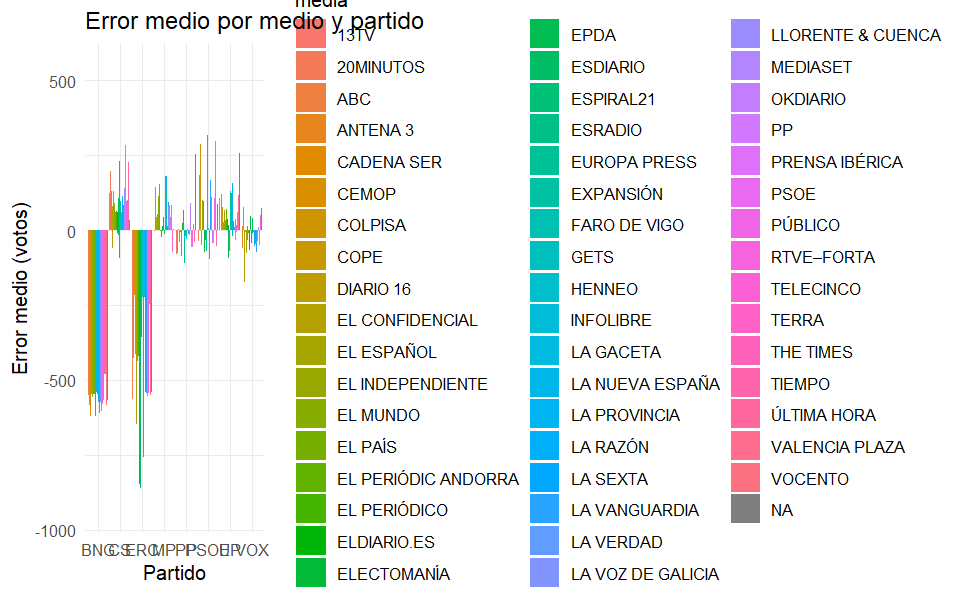 media
Error medio por medio y partido
Error medio (votos)
500
0
-500
-1000
BNG
CS
ERC
MP
PP
PSOE
UP
VOX
Partido
13TV
20MINUTOS
ABC
ANTENA 3
CADENA SER
CEMOP
COLPISA
COPE
DIARIO 16
EL CONFIDENCIAL
EL ESPAÑOL
EL INDEPENDIENTE
EL MUNDO
EL PAÍS
EL PERIÓDIC ANDORRA
EL PERIÓDICO
ELDIARIO.ES
ELECTOMANÍA
EPDA
ESDIARIO
ESPIRAL21
ESRADIO
EUROPA PRESS
EXPANSIÓN
FARO DE VIGO
GETS
HENNEO
INFOLIBRE
LA GACETA
LA NUEVA ESPAÑA
LA PROVINCIA
LA RAZÓN
LA SEXTA
LA VANGUARDIA
LA VERDAD
LA VOZ DE GALICIA
LLORENTE & CUENCA
MEDIASET
OKDIARIO
PP
PRENSA IBÉRICA
PSOE
PÚBLICO
RTVE–FORTA
TELECINCO
TERRA
THE TIMES
TIEMPO
ÚLTIMA HORA
VALENCIA PLAZA
VOCENTO
NA